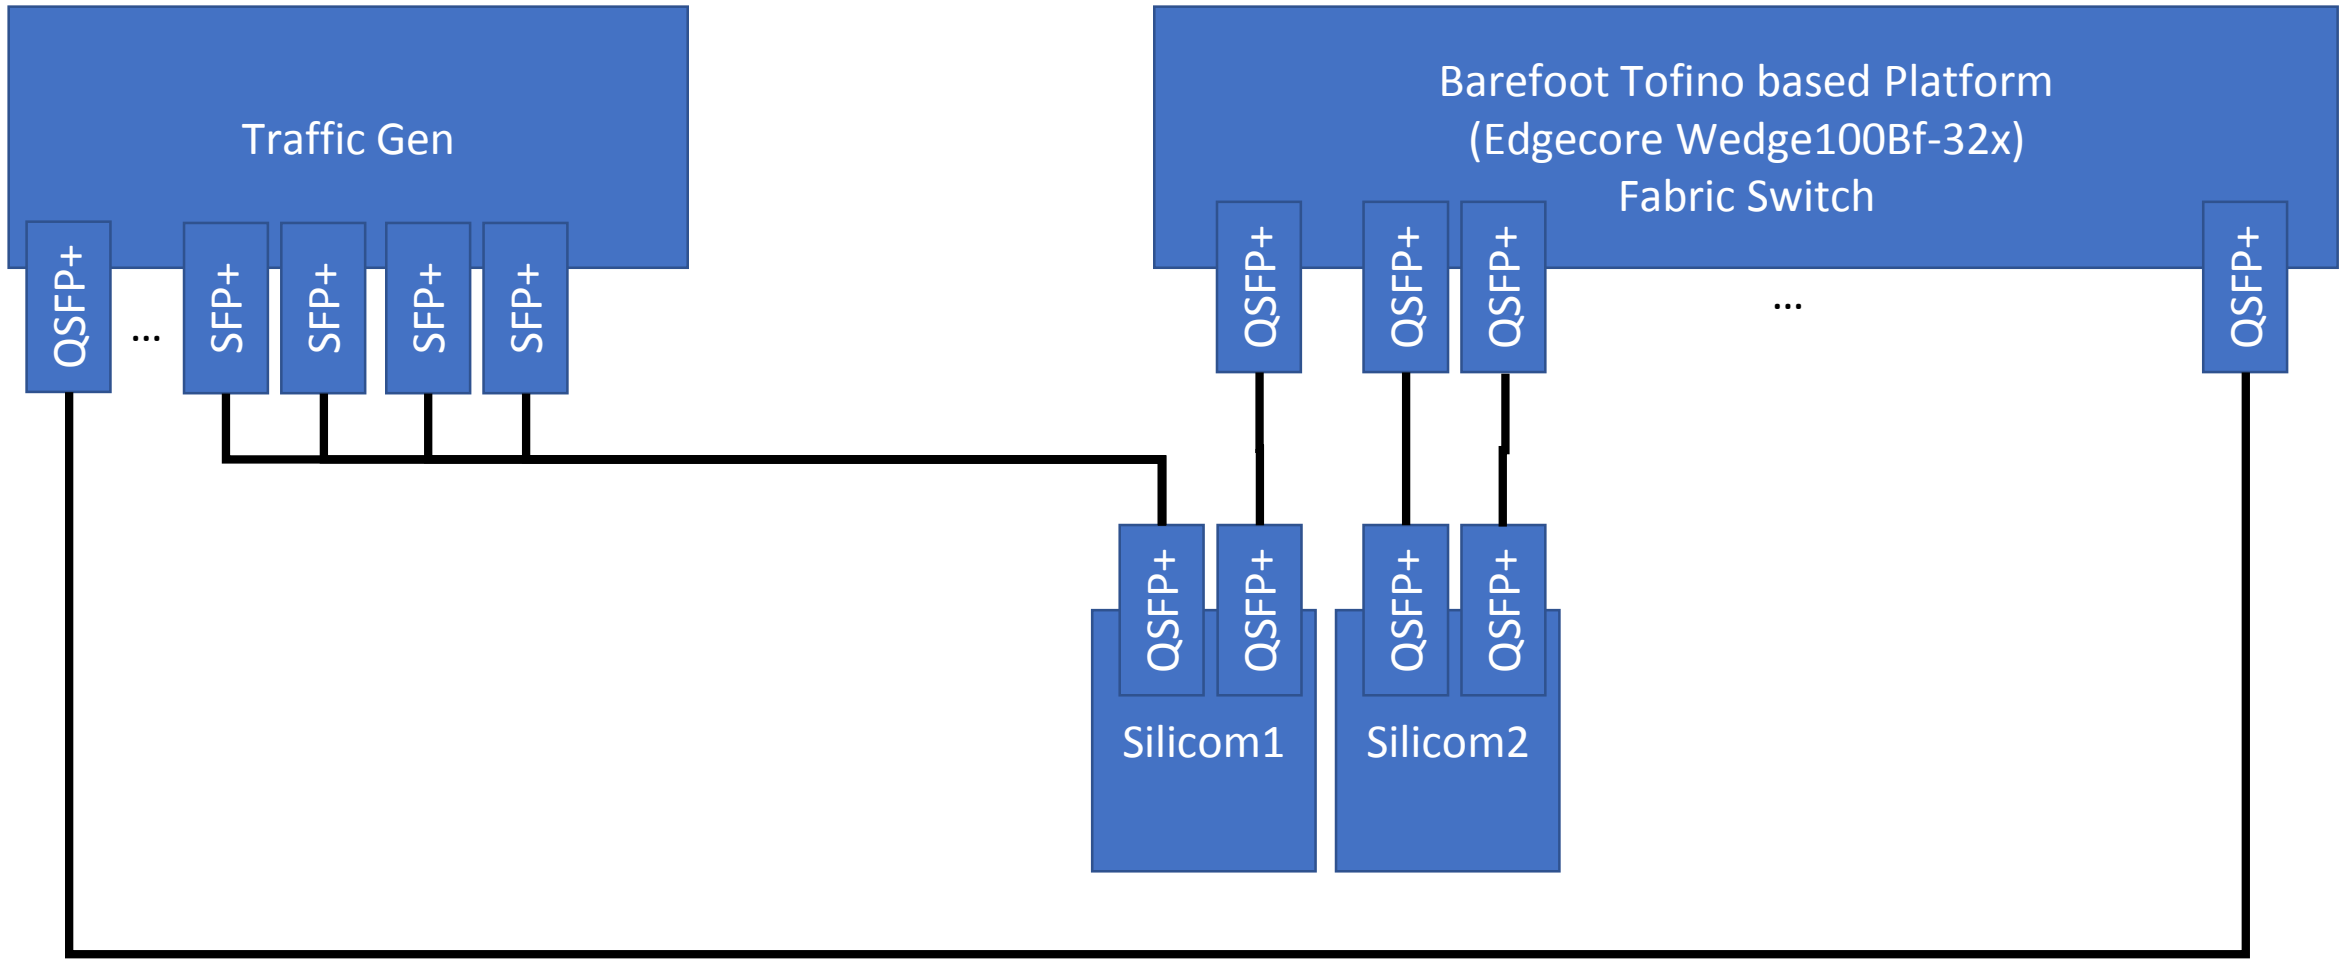 Traffic Gen
Barefoot Tofino based Platform
(Edgecore Wedge100Bf-32x)
Fabric Switch
QSFP+
...
SFP+
SFP+
SFP+
SFP+
QSFP+
QSFP+
QSFP+
...
QSFP+
QSFP+
QSFP+
QSFP+
QSFP+
Silicom1
Silicom2